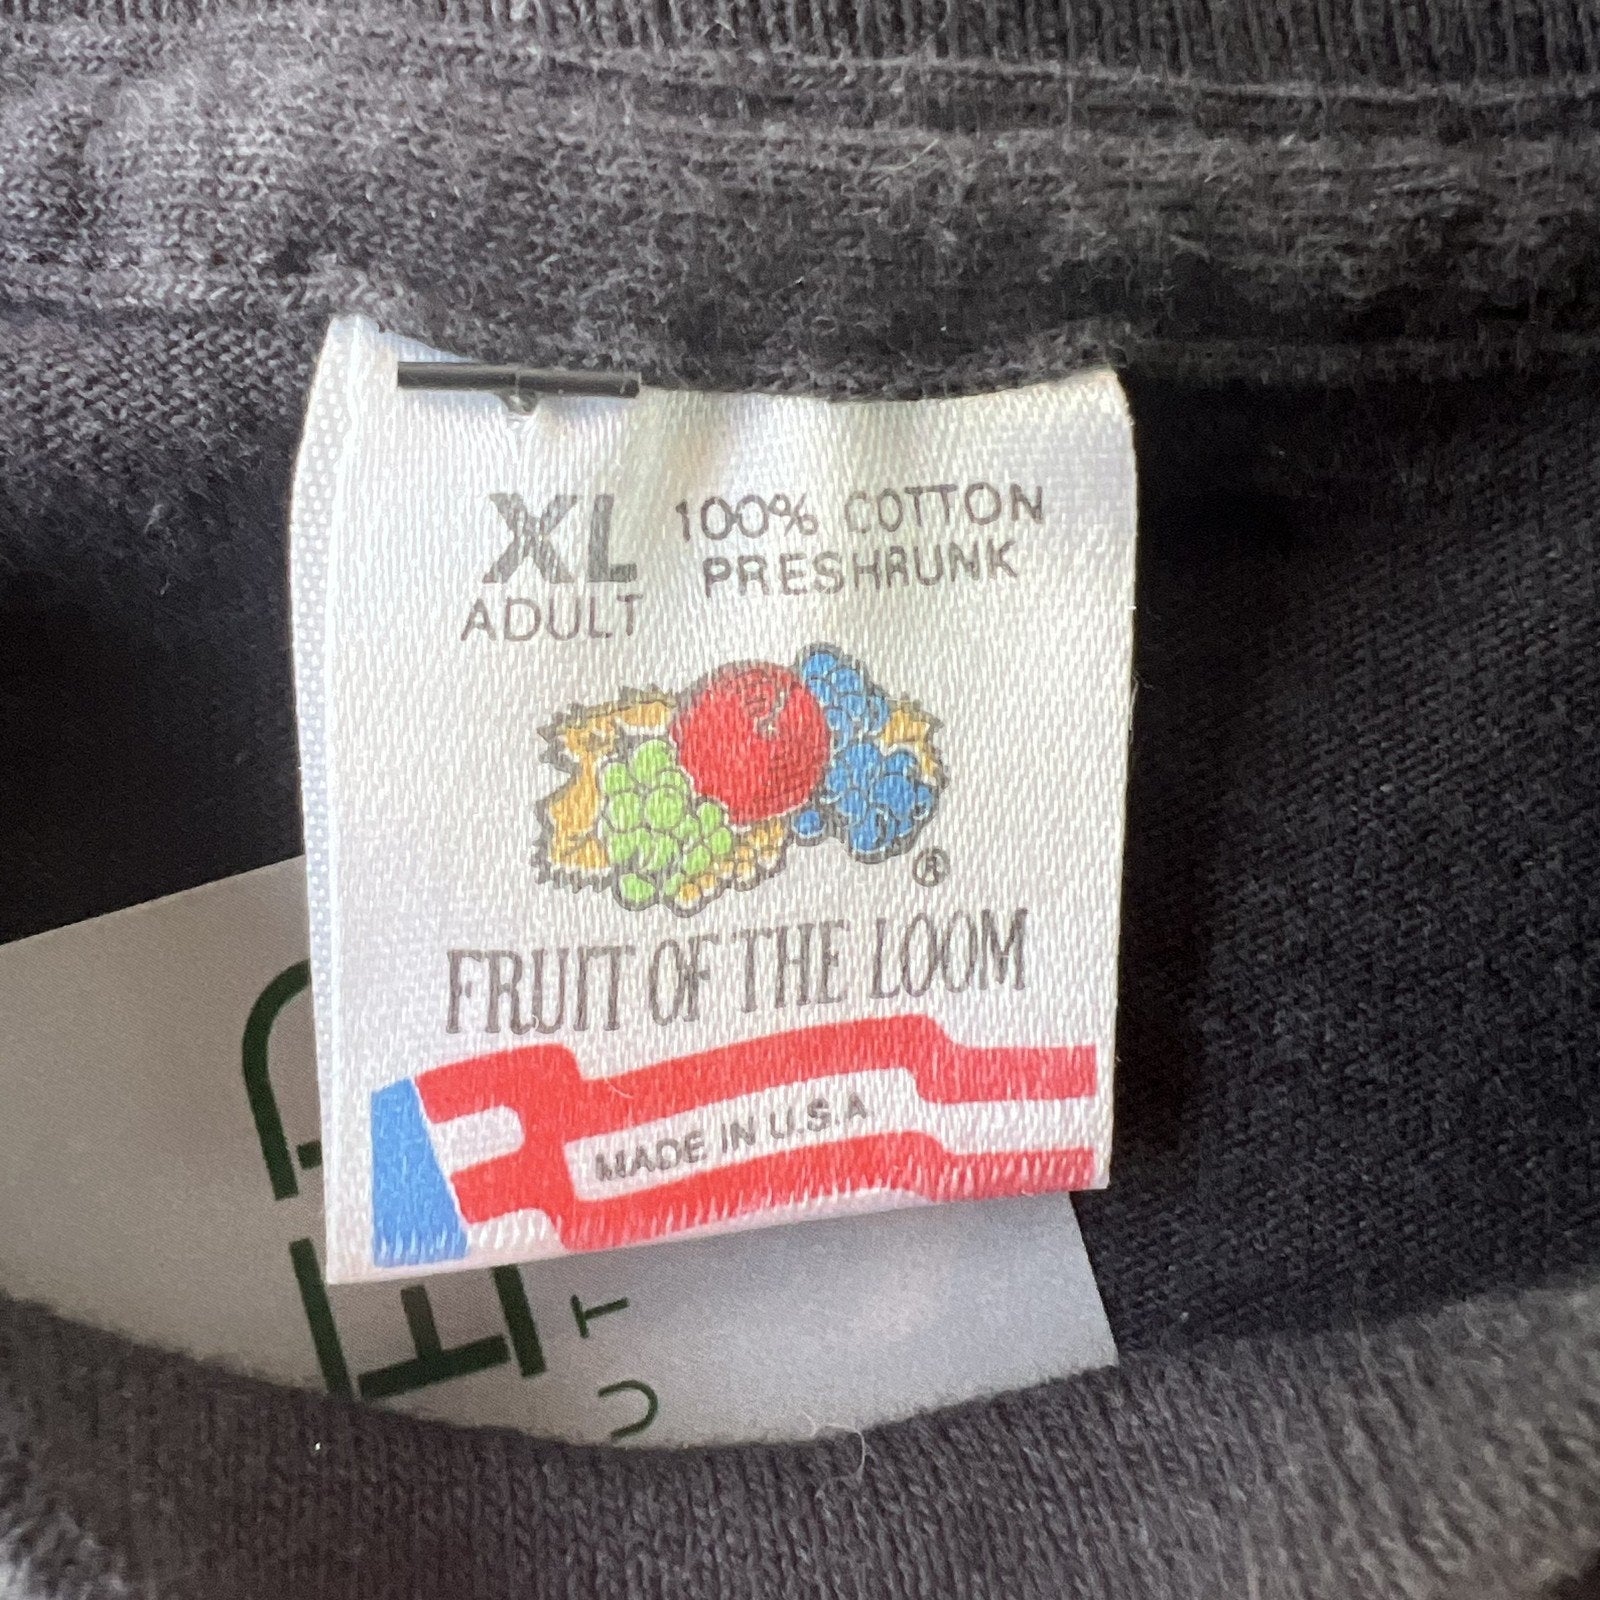 XL
ADULT
100% COTTON
PRESHRUNK
®
FRUIT OF THE LOOM
MADE IN U.S.A